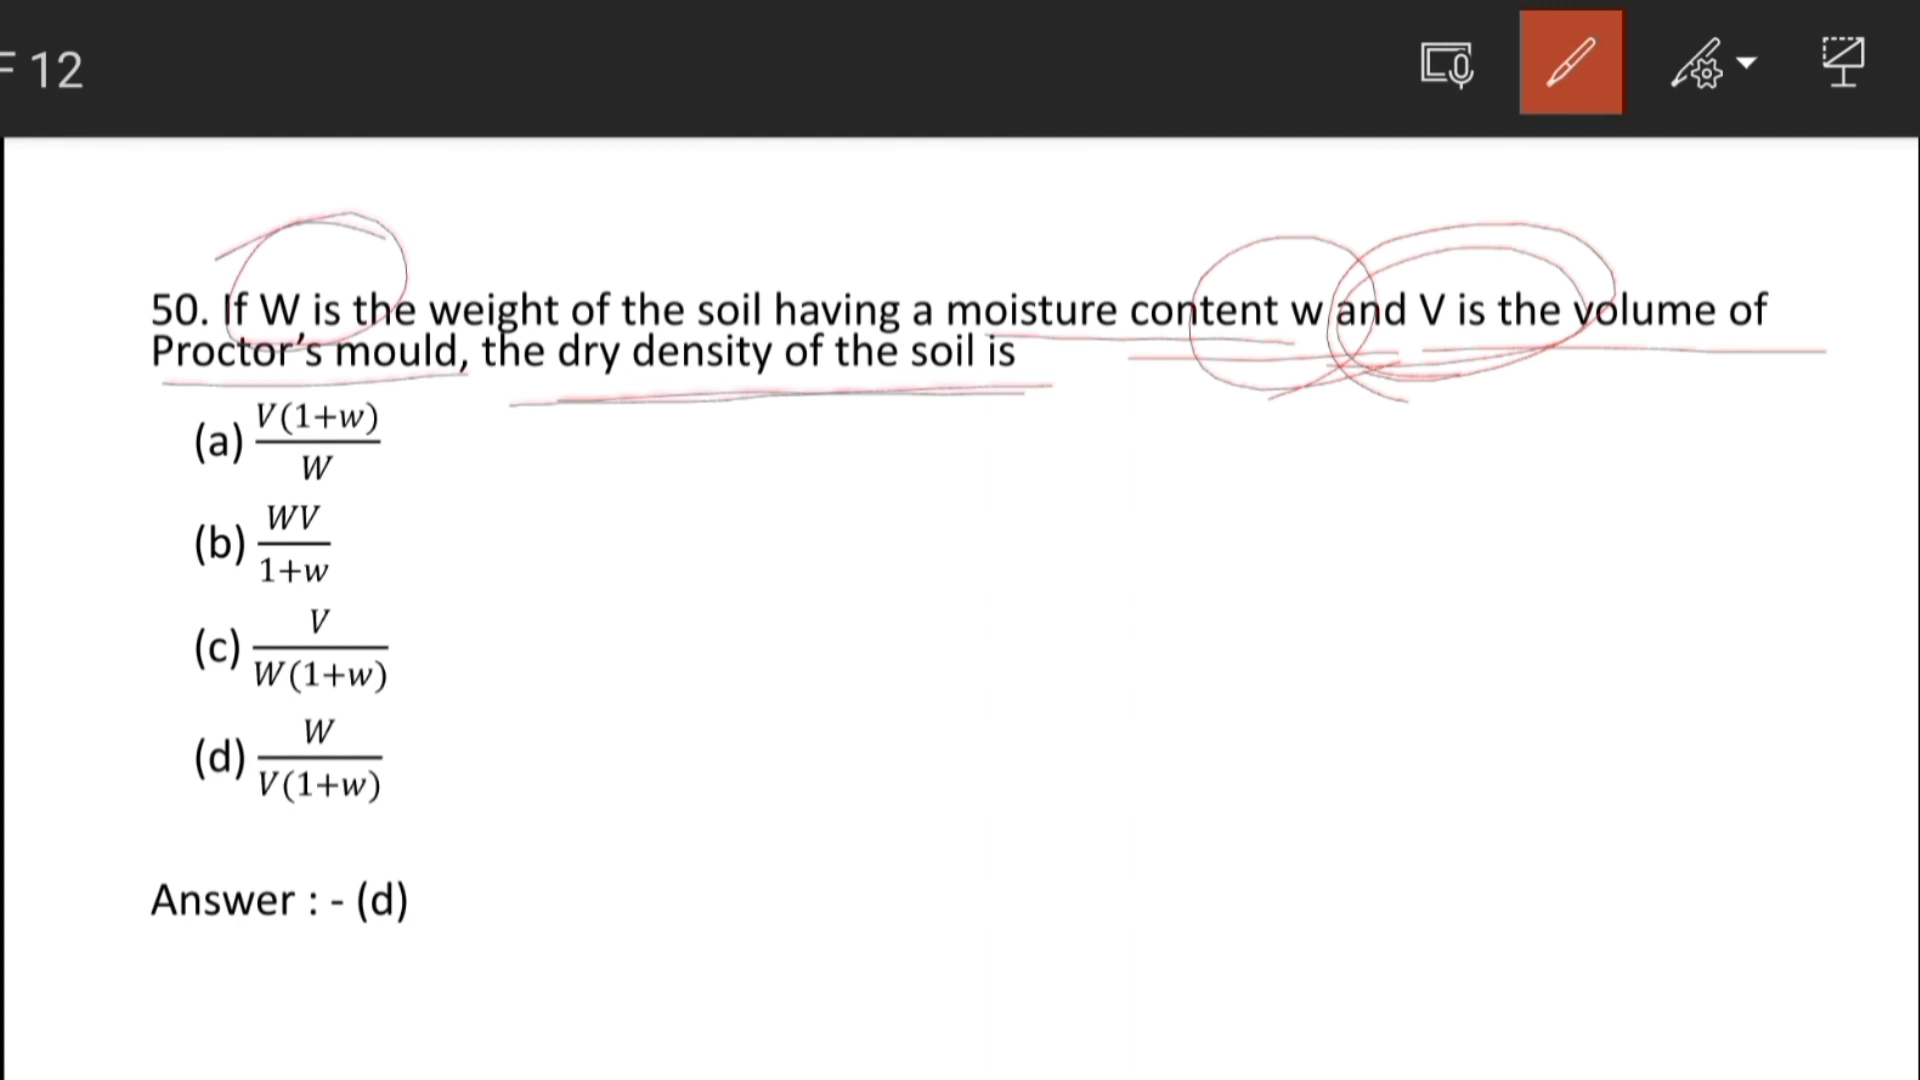 F 12
50. If W is the weight of the soil having a moisture content w and V is the volume of
Proctor's mould, the dry density of the soil is
(a) V(1+w)/W
(b) WV/1+w
(c) V/W(1+w)
(d) W/V(1+w)
Answer : - (d)